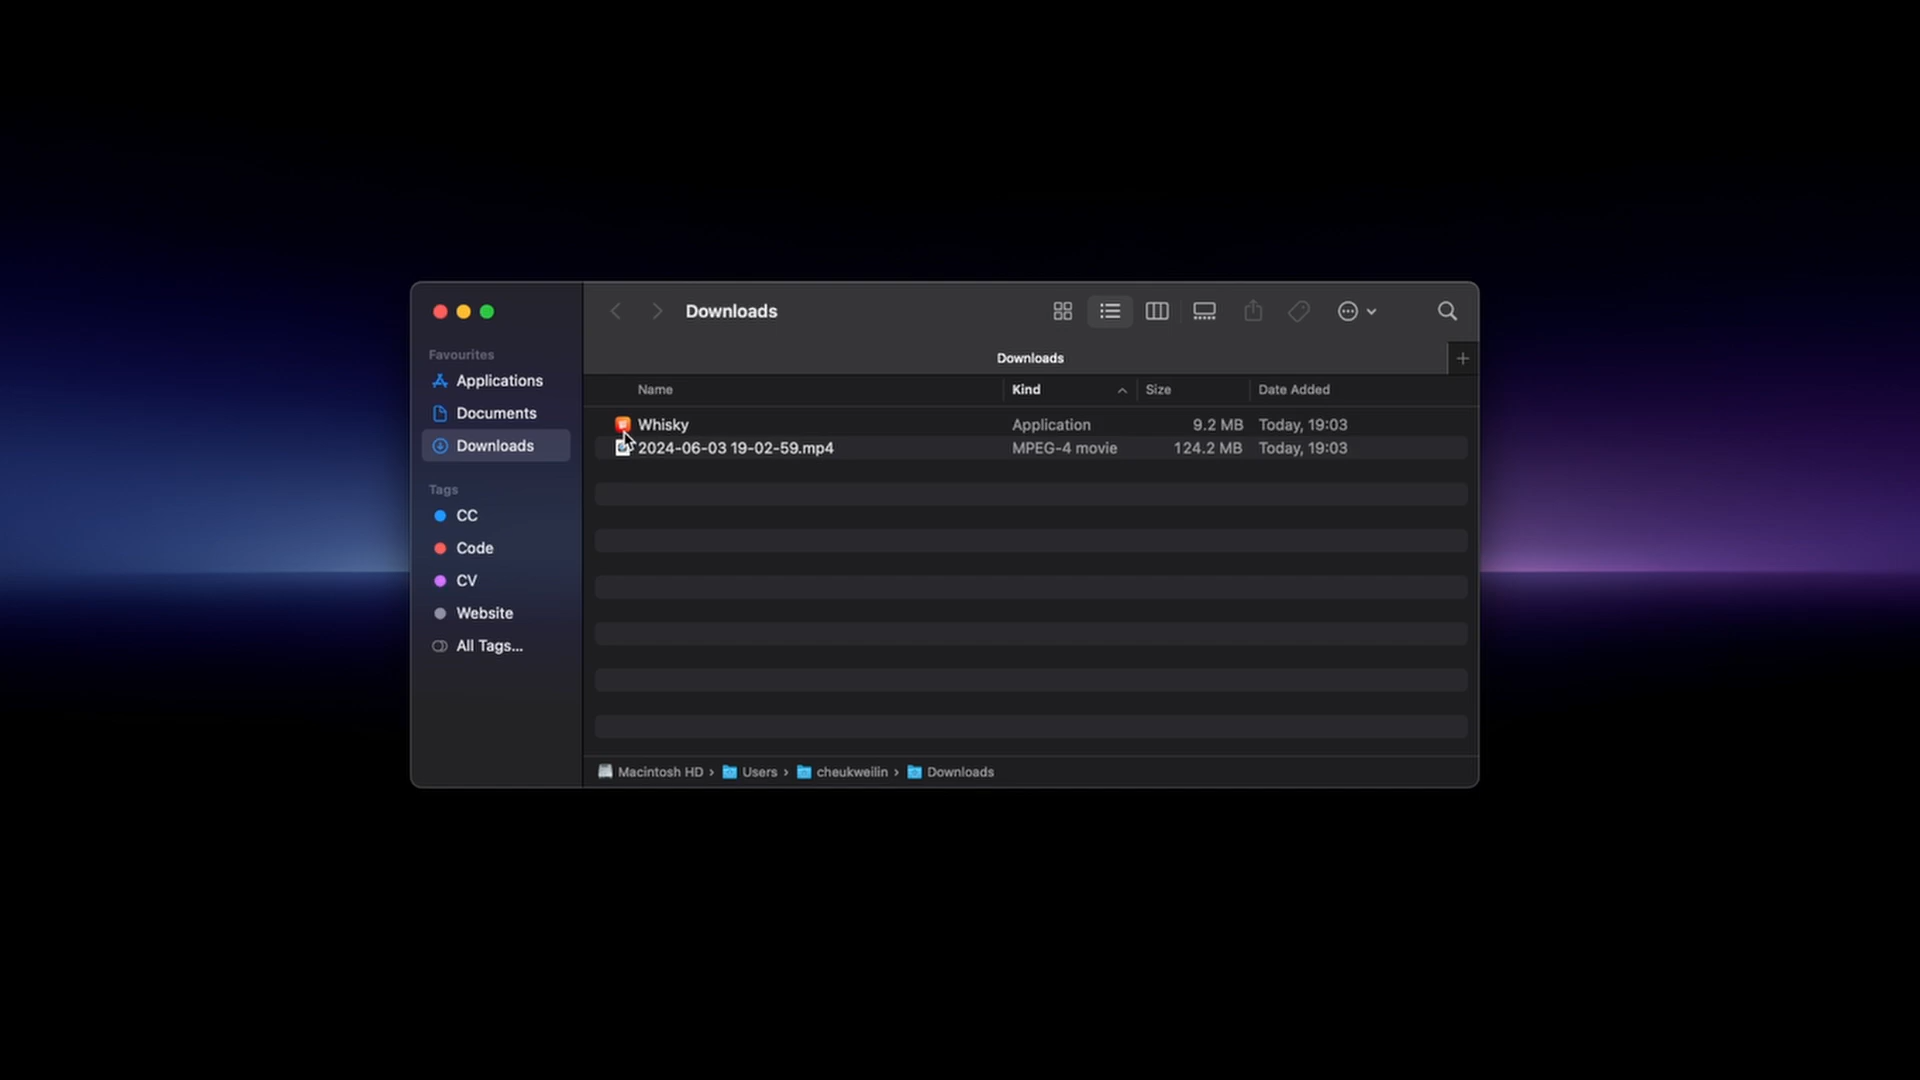 Downloads
Favourites
Applications
Documents
Downloads
Tags
CC
Code
CV
Website
All Tags...
Downloads
Name Kind Size Date Added
Whisky Application 9.2 MB Today, 19:03
2024-06-03 19-02-59.mp4 MPEG-4 movie 124.2 MB Today, 19:03
Macintosh HD › Users › cheukweilin › Downloads